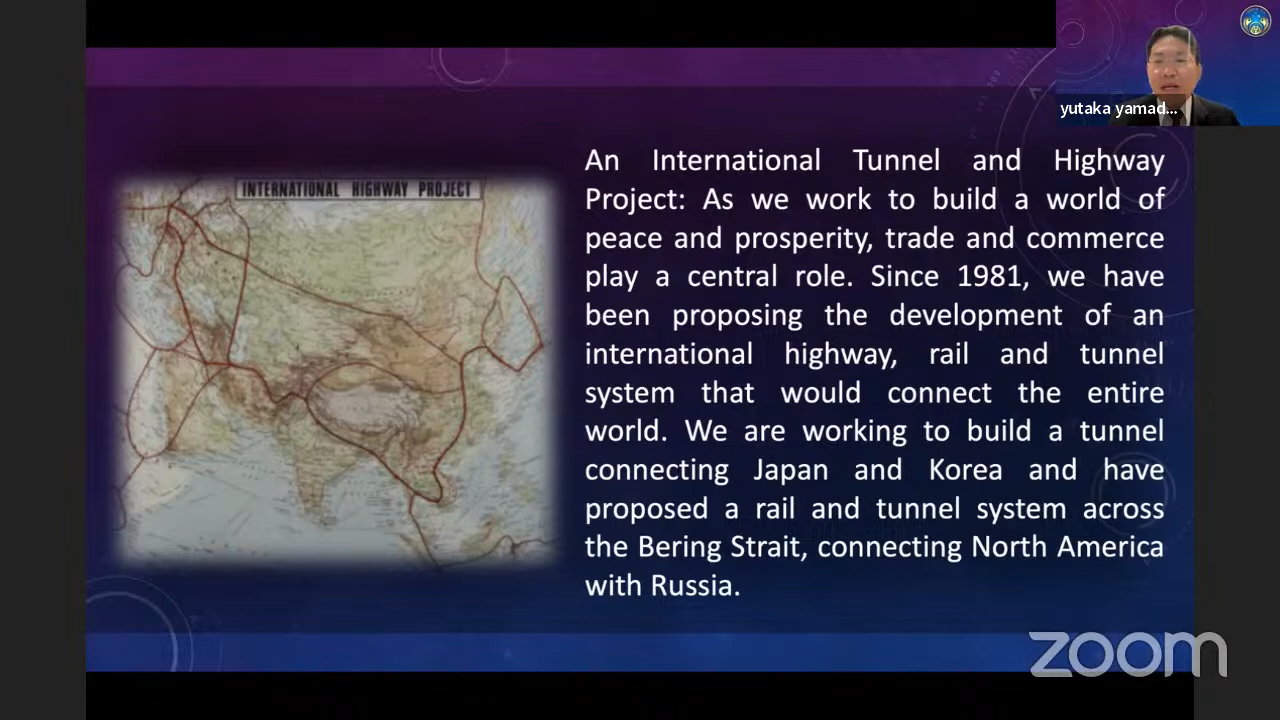 yutaka yamad...
INTERNATIONAL HIGHWAY PROJECT
An International Tunnel and Highway
Project: As we work to build a world of
peace and prosperity, trade and commerce
play a central role. Since 1981, we have
been proposing the development of an
international highway, rail and tunnel
system that would connect the entire
world. We are working to build a tunnel
connecting Japan and Korea and have
proposed a rail and tunnel system across
the Bering Strait, connecting North America
with Russia.
zoom